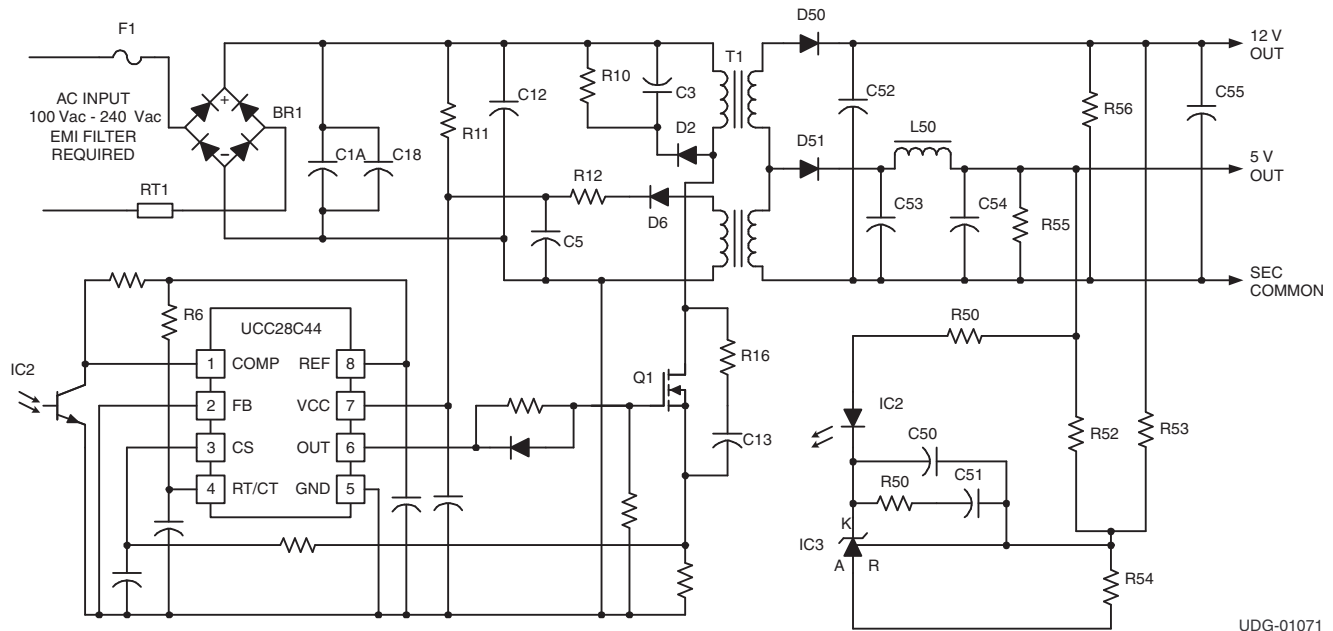 F1
AC INPUT
100 Vac - 240 Vac
EMI FILTER
REQUIRED
RT1
BR1
+
–
C1A
C18
R11
C12
R10
C3
D2
R12
D6
C5
T1
D50
D51
C52
L50
C53
C54
R55
R56
C55
12 V
OUT
5 V
OUT
SEC
COMMON
R6
UCC28C44
1 COMP REF 8
2 FB VCC 7
3 CS OUT 6
4 RT/CT GND 5
IC2
Q1
R16
C13
R50
IC2
C50
R50
C51
R52
R53
K
IC3
A R
R54
UDG-01071